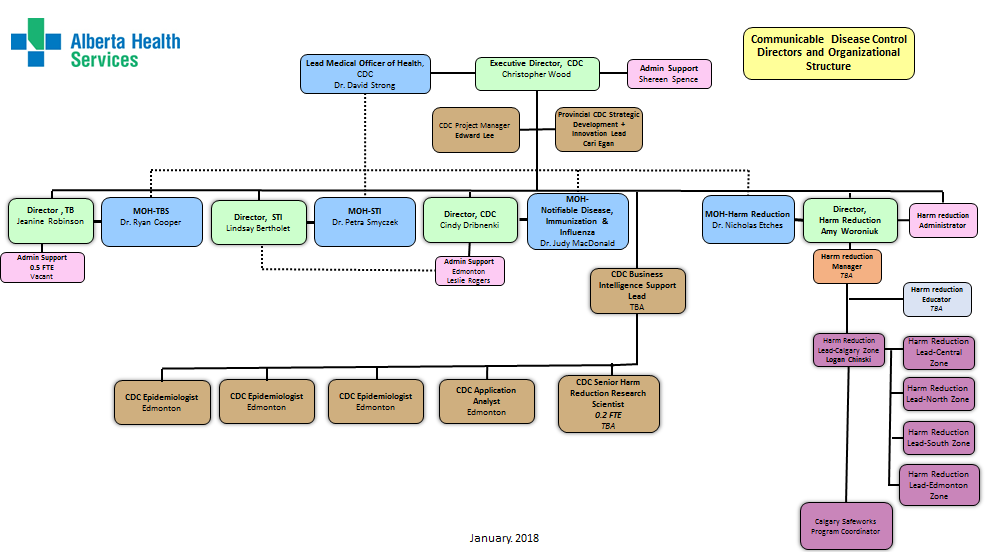 Alberta Health
Services
Communicable Disease Control
Directors and Organizational
Structure
Lead Medical Officer of Health,
CDC
Dr. David Strong
Executive Director, CDC
Christopher Wood
Admin Support
Shereen Spence
CDC Project Manager
Edward Lee
Provincial CDC Strategic
Development +
Innovation Lead
Cari Egan
Director , TB
Jeanine Robinson
MOH-TBS
Dr. Ryan Cooper
Director, STI
Lindsay Bertholet
MOH-STI
Dr. Petra Smyczek
Director, CDC
Cindy Dribnenki
MOH-
Notifiable Disease,
Immunization &
Influenza
Dr. Judy MacDonald
MOH-Harm Reduction
Dr. Nicholas Etches
Director,
Harm Reduction
Amy Woroniuk
Harm reduction
Administrator
Admin Support
0.5 FTE
Vacant
Admin Support
Edmonton
Leslie Rogers
CDC Business
Intelligence Support
Lead
TBA
Harm reduction
Manager
TBA
Harm reduction
Educator
TBA
Harm Reduction
Lead-Calgary Zone
Logan Chinski
Harm Reduction
Lead-Central
Zone
Harm Reduction
Lead-North Zone
Harm Reduction
Lead-South Zone
Harm Reduction
Lead-Edmonton
Zone
CDC Epidemiologist
Edmonton
CDC Epidemiologist
Edmonton
CDC Epidemiologist
Edmonton
CDC Application
Analyst
Edmonton
CDC Senior Harm
Reduction Research
Scientist
0.2 FTE
TBA
Calgary Safeworks
Program Coordinator
January. 2018